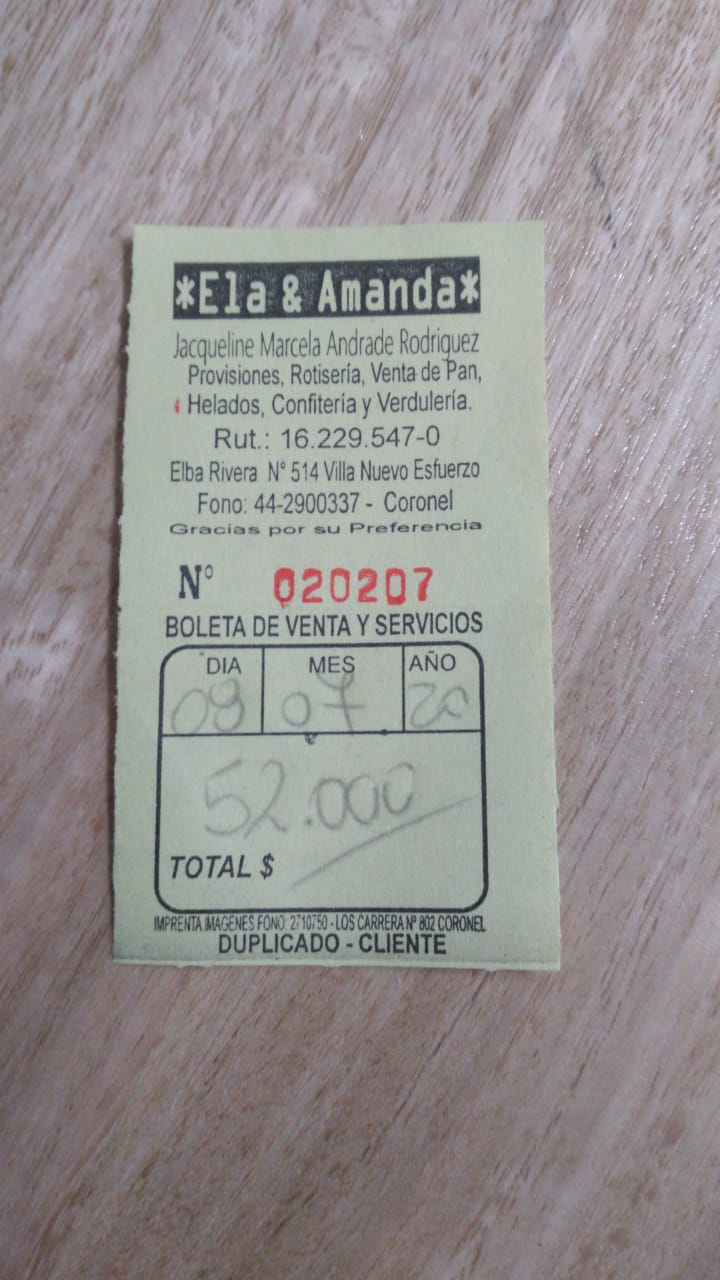 *Ela & Amanda*
Jacqueline Marcela Andrade Rodriguez
Provisiones, Rotisería, Venta de Pan,
Helados, Confitería y Verdulería.
Rut.: 16.229.547-0
Elba Rivera N° 514 Villa Nuevo Esfuerzo
Fono: 44-2900337 - Coronel
Gracias por su Preferencia
N° 020207
BOLETA DE VENTA Y SERVICIOS
DIA MES AÑO
09 07 20
52.000
TOTAL $
IMPRENTA IMAGENES FONO: 2710750 - LOS CARRERA N° 802 CORONEL
DUPLICADO - CLIENTE